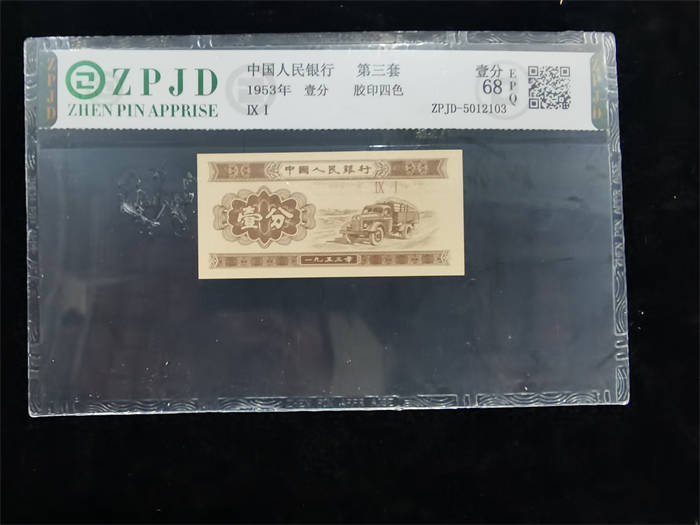 ZPJD
ZHEN PIN APPRISE
中国人民银行 第三套
1953年 壹分 胶印四色
IX I
壹分
68
EPQ
ZPJD-5012103
ZPJD
ZPJD
中國人民銀行
IX I
壹分
一九五三年